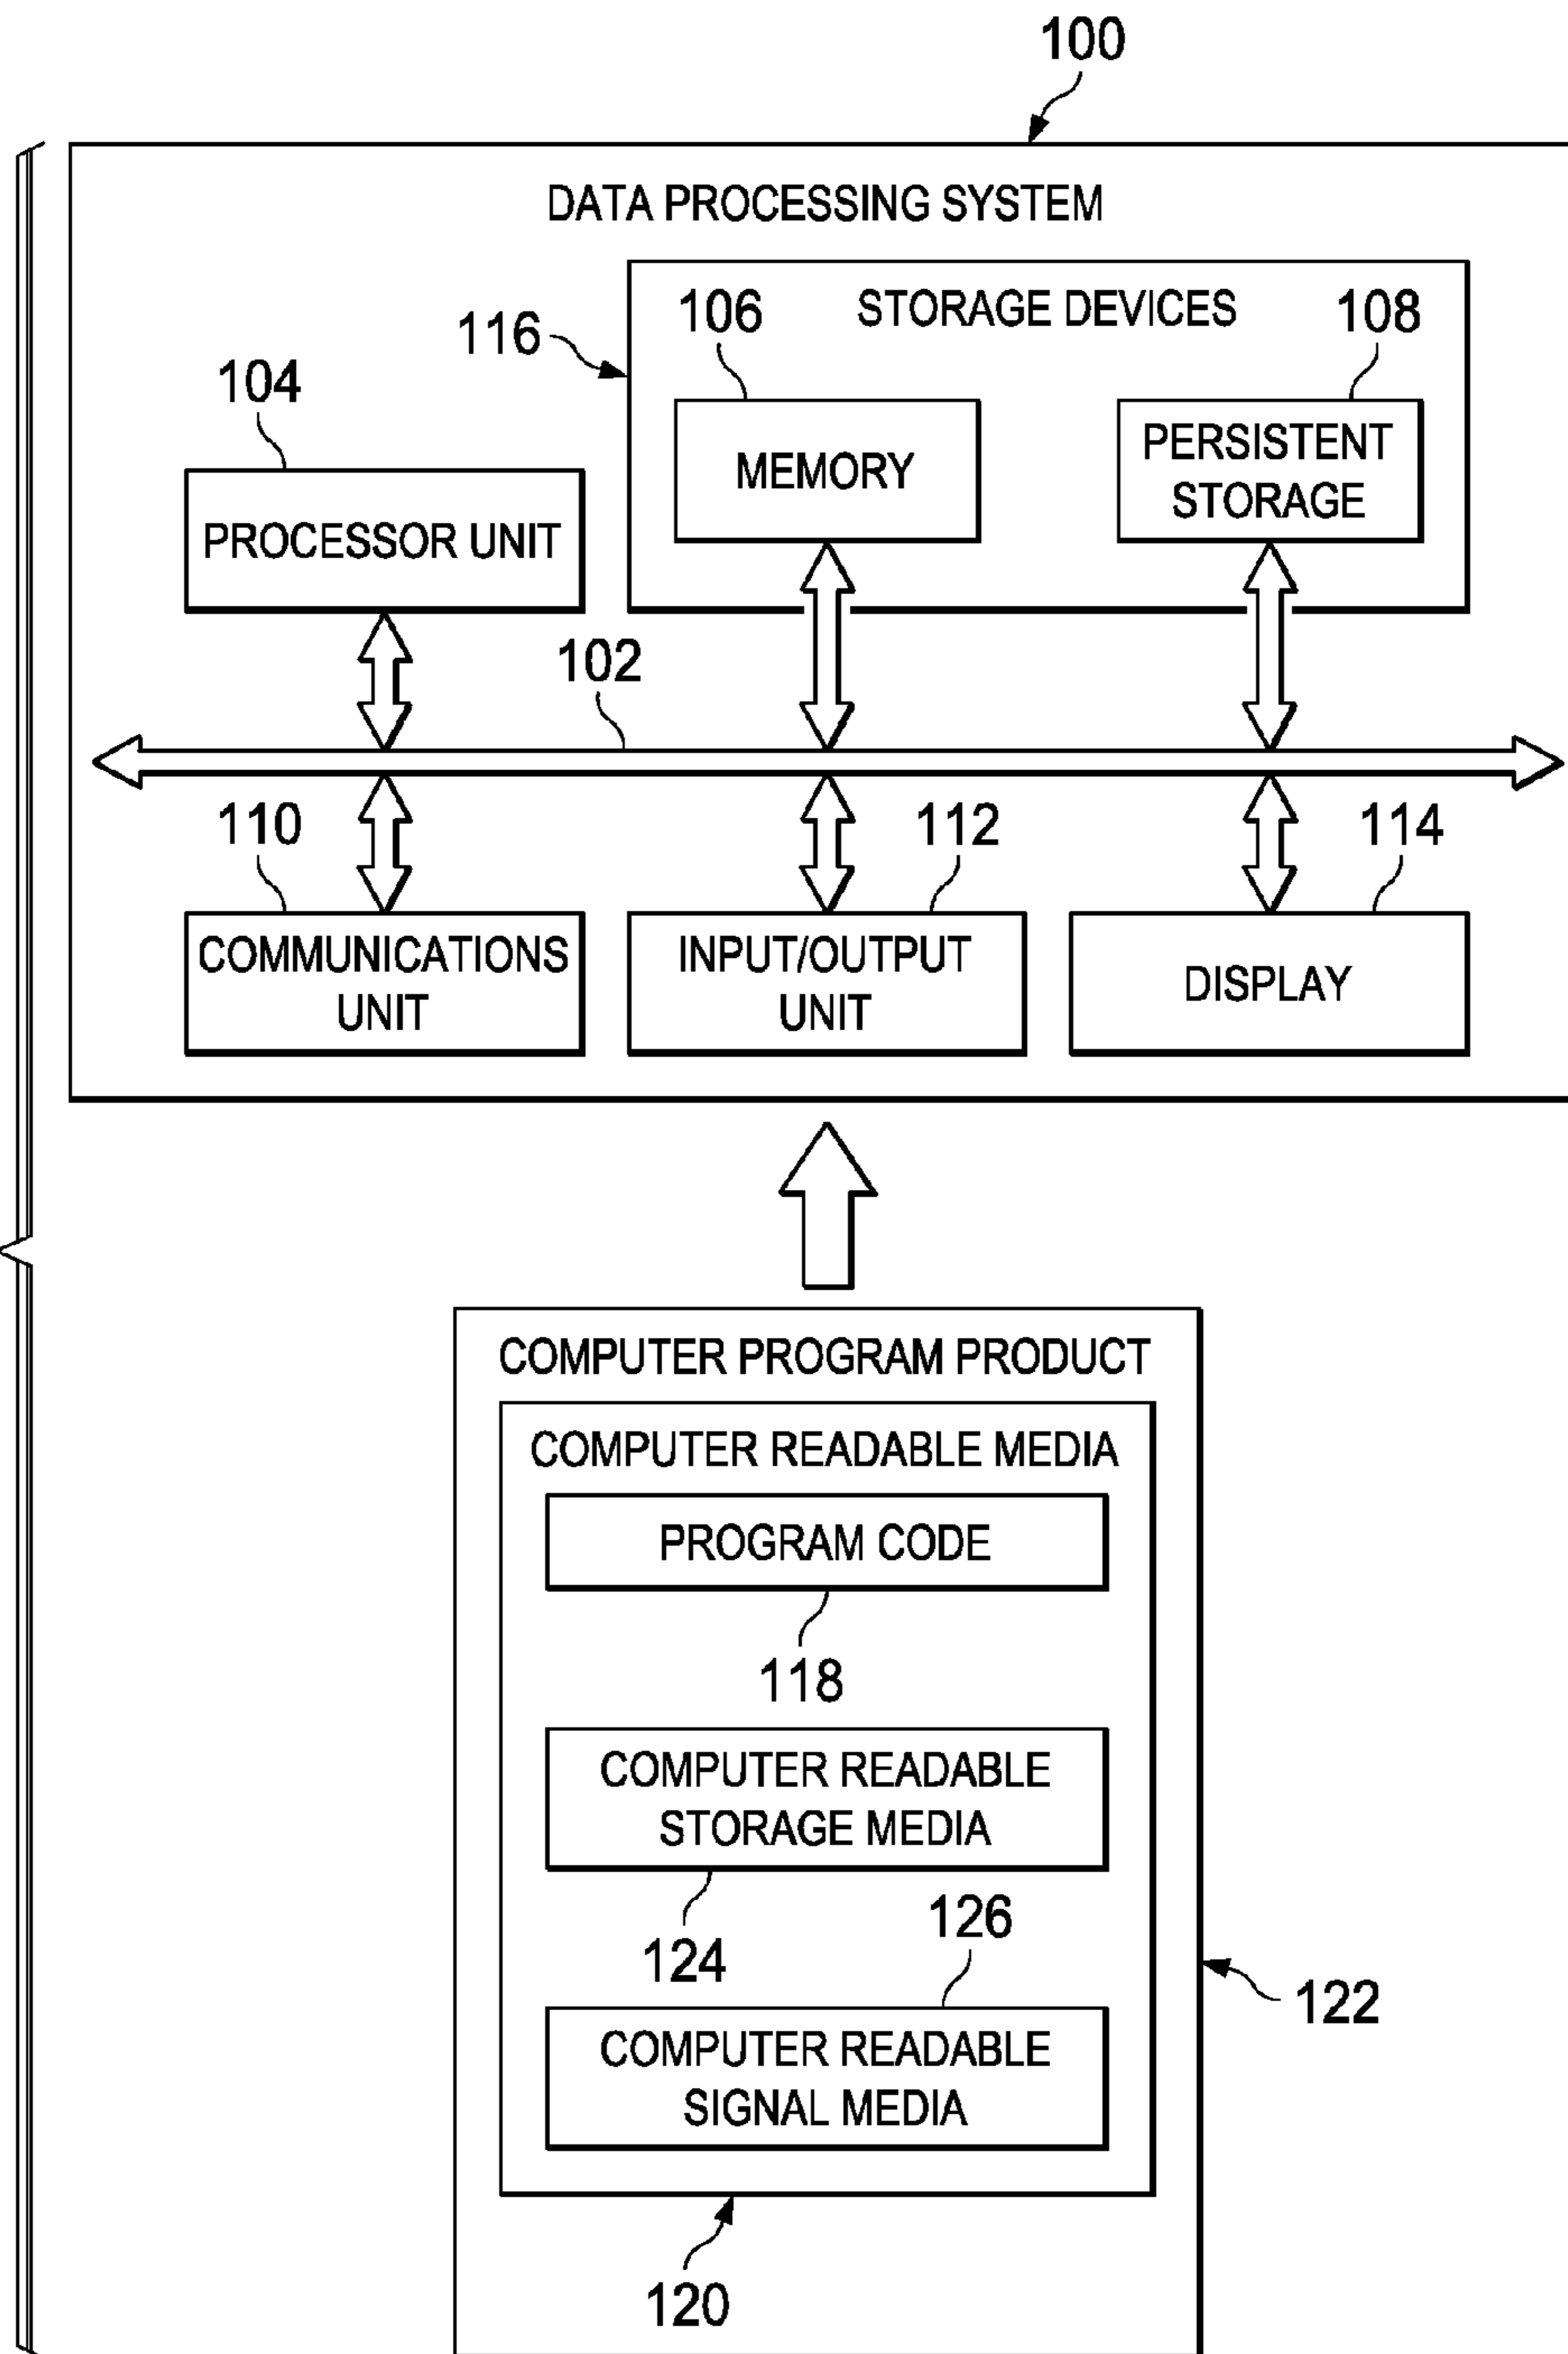 100
DATA PROCESSING SYSTEM
STORAGE DEVICES
106
108
116
104
MEMORY
PERSISTENT
STORAGE
PROCESSOR UNIT
102
110
112
114
COMMUNICATIONS
UNIT
INPUT/OUTPUT
UNIT
DISPLAY
COMPUTER PROGRAM PRODUCT
COMPUTER READABLE MEDIA
PROGRAM CODE
118
COMPUTER READABLE
STORAGE MEDIA
124
126
COMPUTER READABLE
SIGNAL MEDIA
122
120